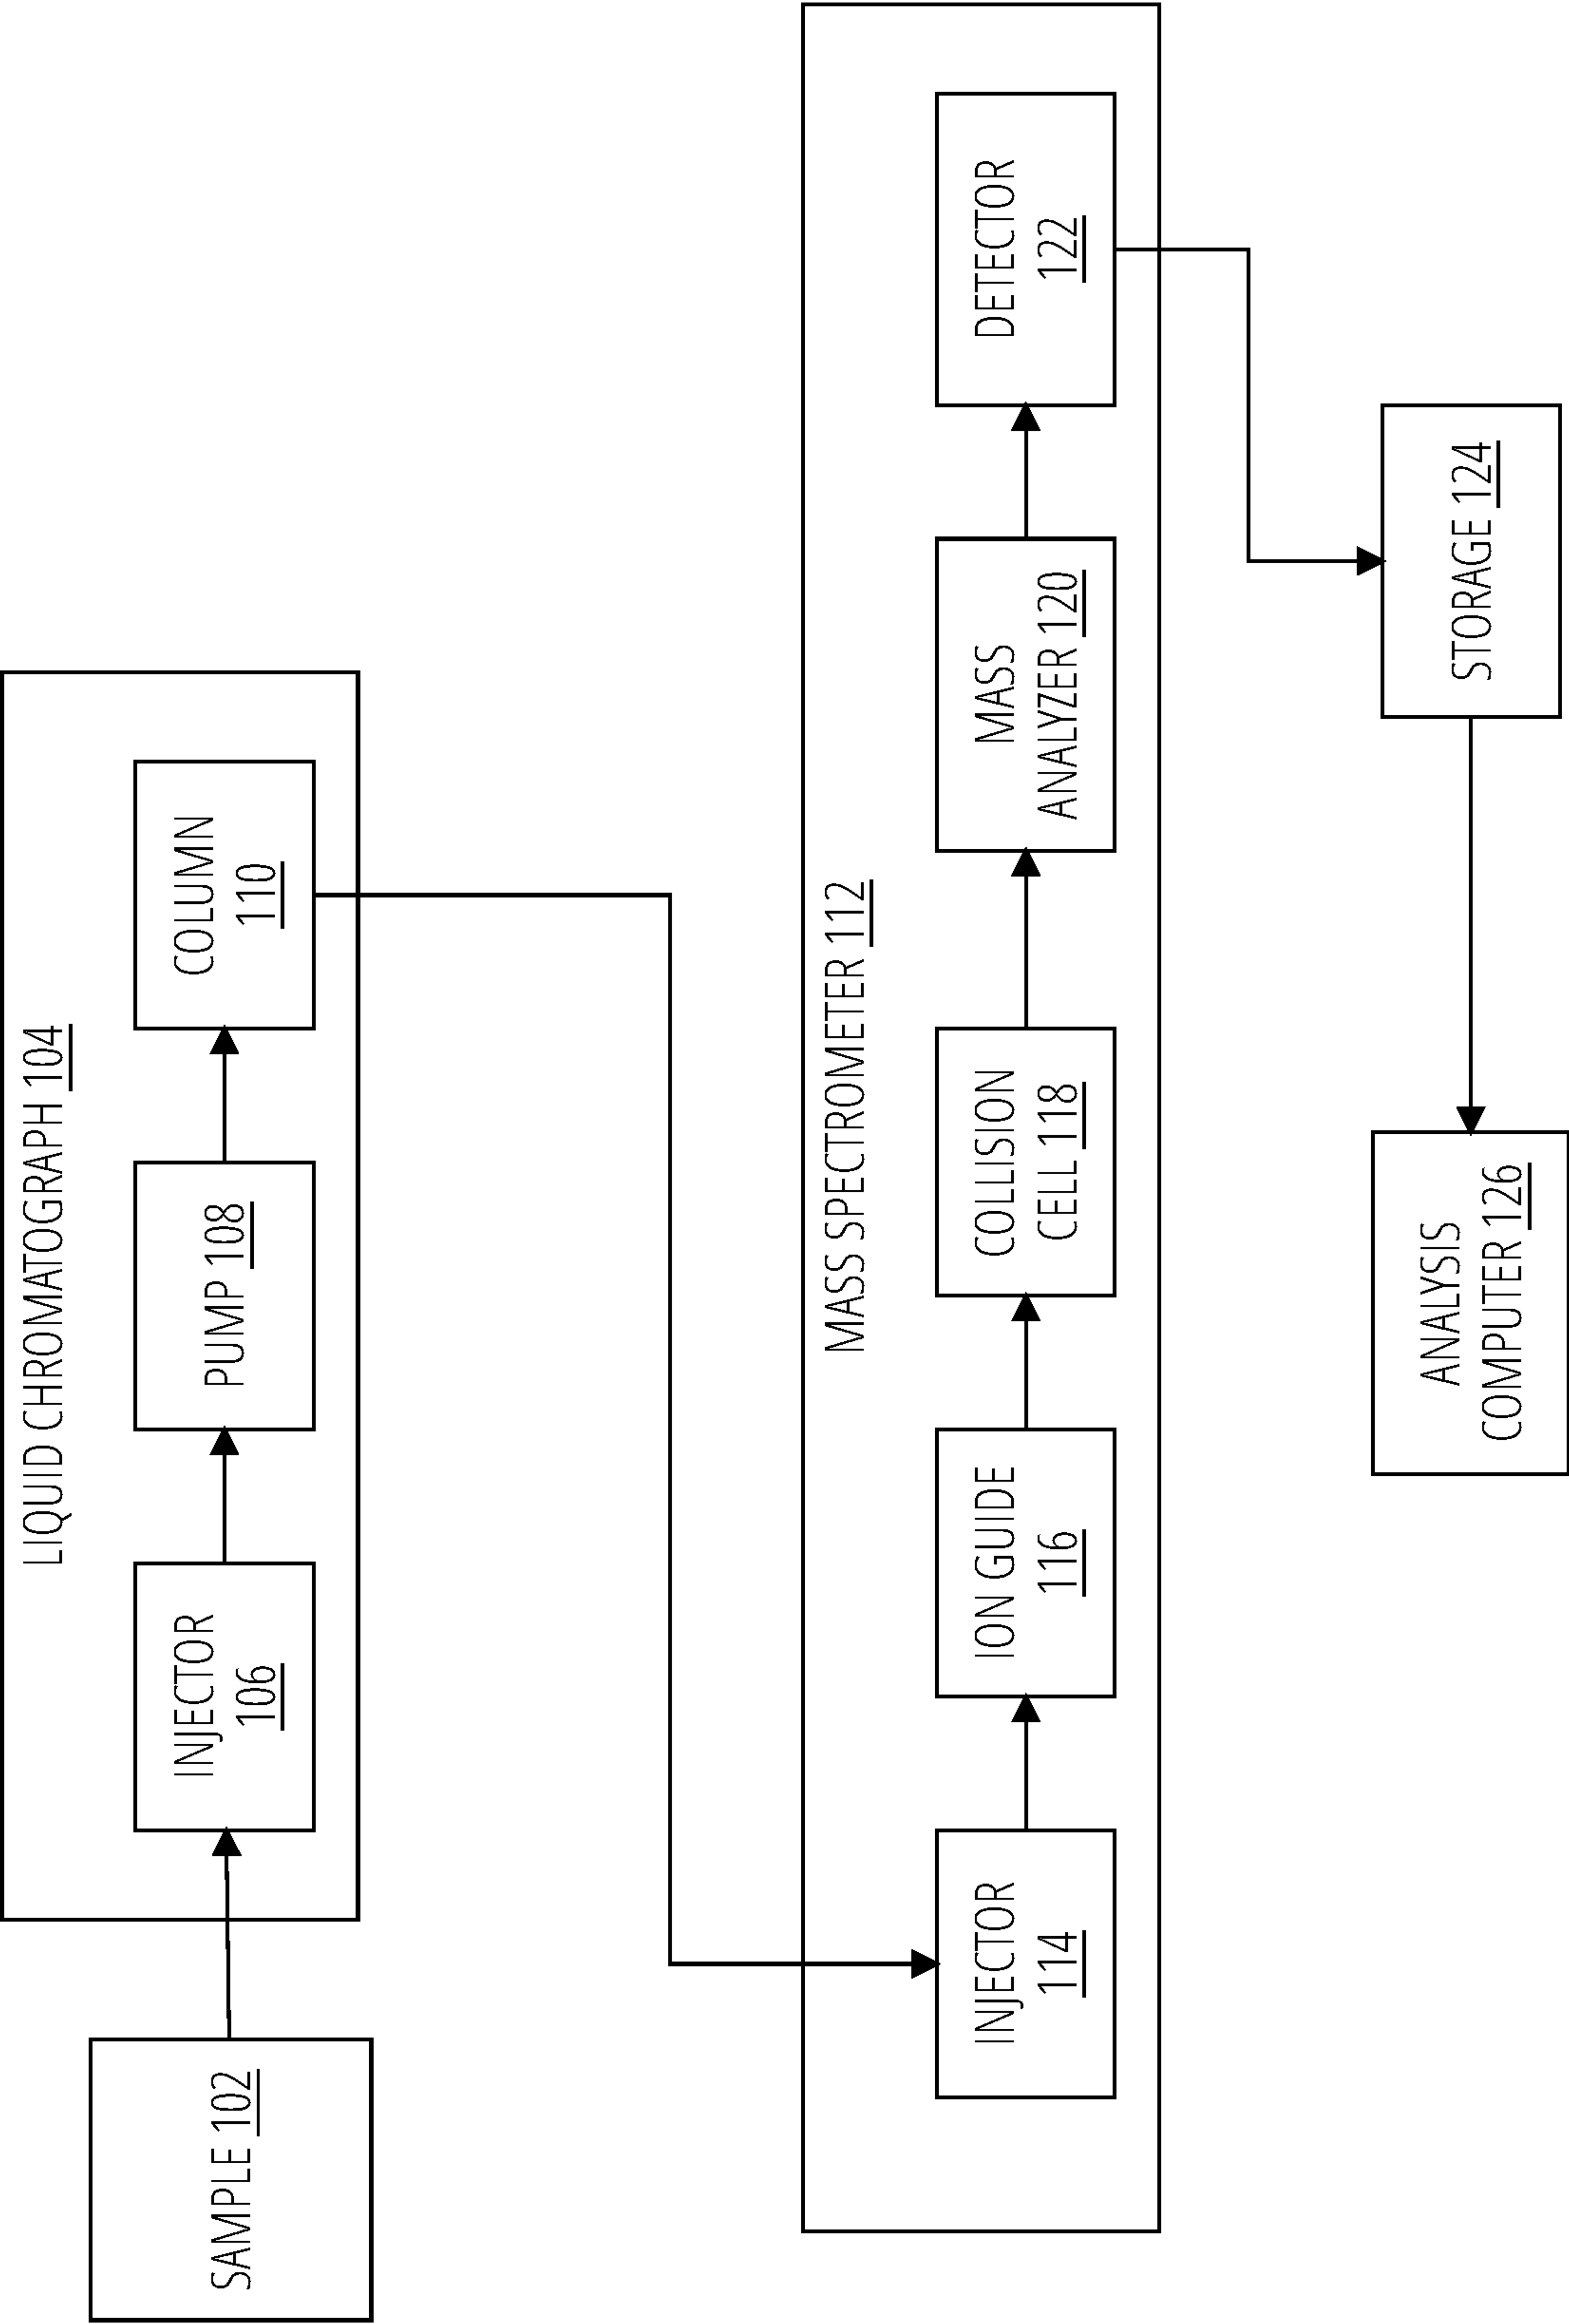 LIQUID CHROMATOGRAPH 104
SAMPLE 102
INJECTOR
106
PUMP 108
COLUMN
110
MASS SPECTROMETER 112
INJECTOR
114
ION GUIDE
116
COLLISION
CELL 118
MASS
ANALYZER 120
DETECTOR
122
ANALYSIS
COMPUTER 126
STORAGE 124